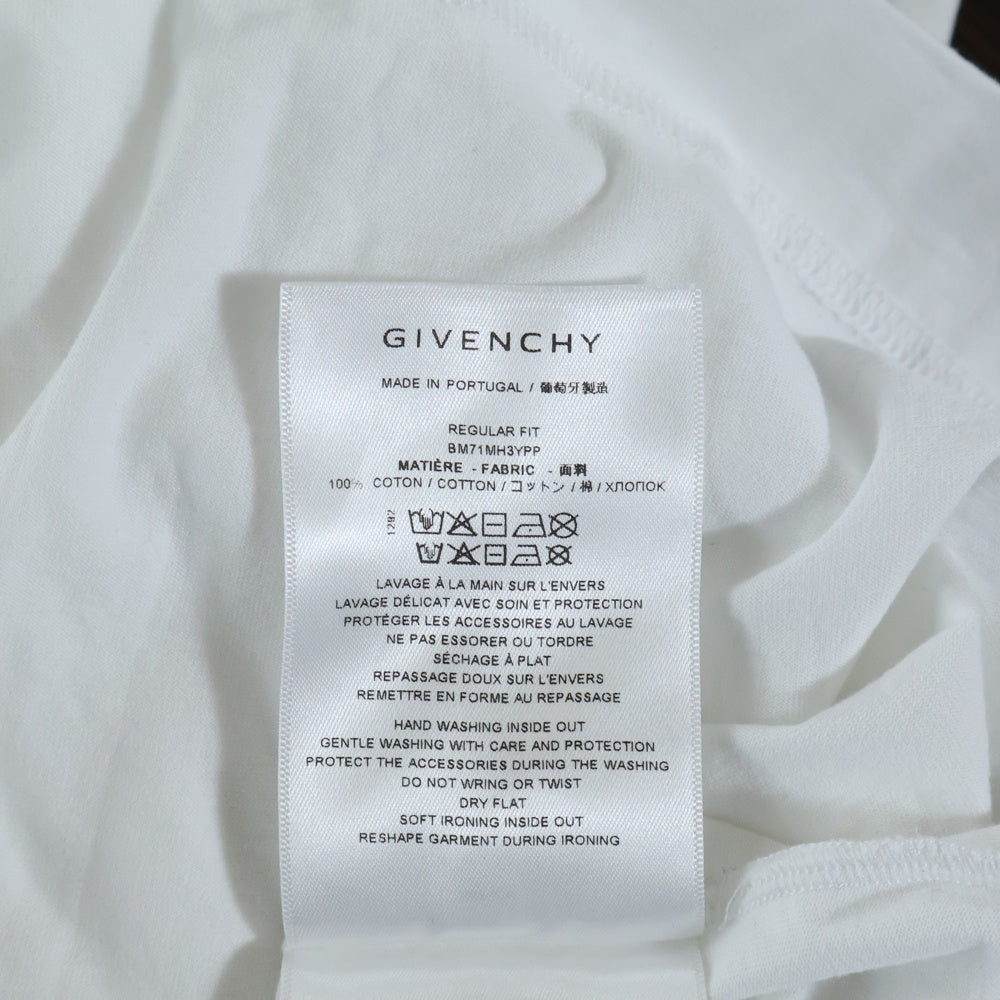 GIVENCHY
MADE IN PORTUGAL / 葡萄牙製造
REGULAR FIT
BM71MH3YPP
MATIÈRE - FABRIC - 面料
100% COTON / COTTON / コットン / 棉 / ХЛОПОК
1292
LAVAGE À LA MAIN SUR L'ENVERS
LAVAGE DÉLICAT AVEC SOIN ET PROTECTION
PROTÉGER LES ACCESSOIRES AU LAVAGE
NE PAS ESSORER OU TORDRE
SÉCHAGE À PLAT
REPASSAGE DOUX SUR L'ENVERS
REMETTRE EN FORME AU REPASSAGE
HAND WASHING INSIDE OUT
GENTLE WASHING WITH CARE AND PROTECTION
PROTECT THE ACCESSORIES DURING THE WASHING
DO NOT WRING OR TWIST
DRY FLAT
SOFT IRONING INSIDE OUT
RESHAPE GARMENT DURING IRONING